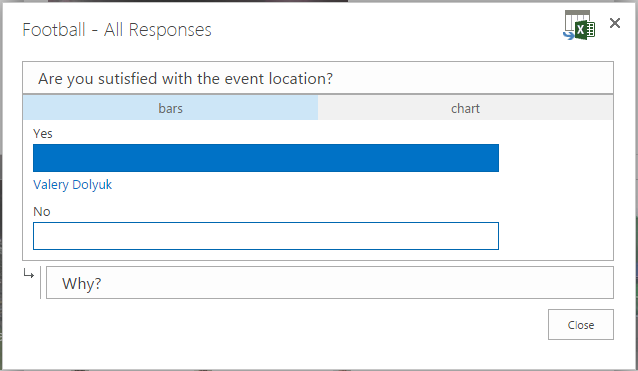 Football - All Responses
Are you sutisfied with the event location?
bars
chart
Yes
Valery Dolyuk
No
Why?
Close